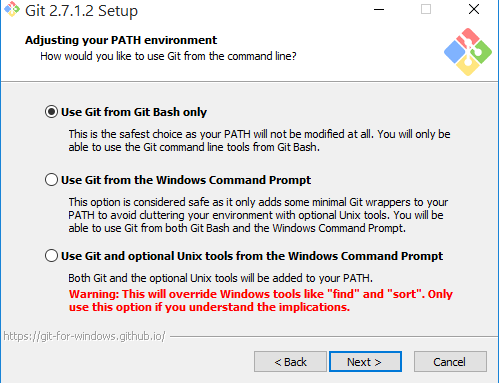 Git 2.7.1.2 Setup
Adjusting your PATH environment
How would you like to use Git from the command line?
Use Git from Git Bash only
This is the safest choice as your PATH will not be modified at all. You will only be
able to use the Git command line tools from Git Bash.
Use Git from the Windows Command Prompt
This option is considered safe as it only adds some minimal Git wrappers to your
PATH to avoid cluttering your environment with optional Unix tools. You will be
able to use Git from both Git Bash and the Windows Command Prompt.
Use Git and optional Unix tools from the Windows Command Prompt
Both Git and the optional Unix tools will be added to your PATH.
Warning: This will override Windows tools like "find" and "sort". Only
use this option if you understand the implications.
https://git-for-windows.github.io/
< Back Next > Cancel